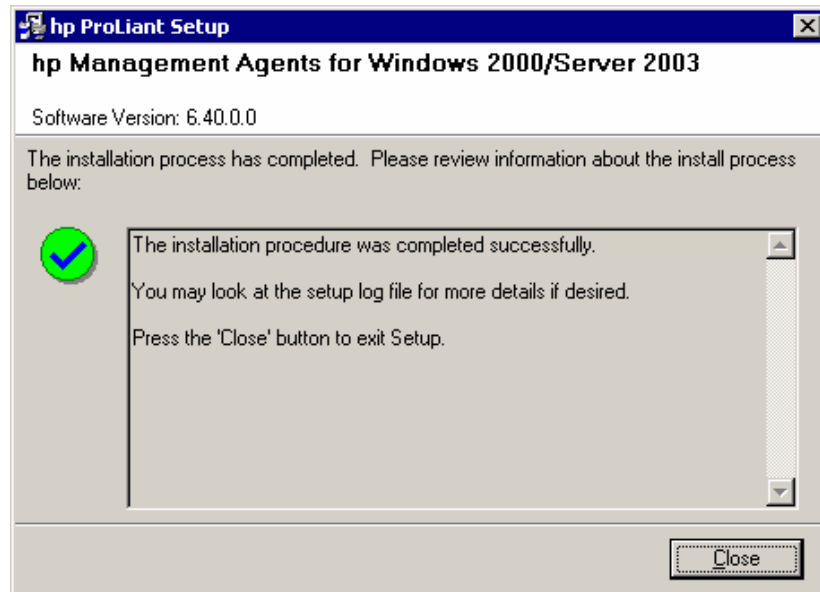 hp ProLiant Setup
hp Management Agents for Windows 2000/Server 2003
Software Version: 6.40.0.0
The installation process has completed.  Please review information about the install process
below:
The installation procedure was completed successfully.
You may look at the setup log file for more details if desired.
Press the 'Close' button to exit Setup.
Close